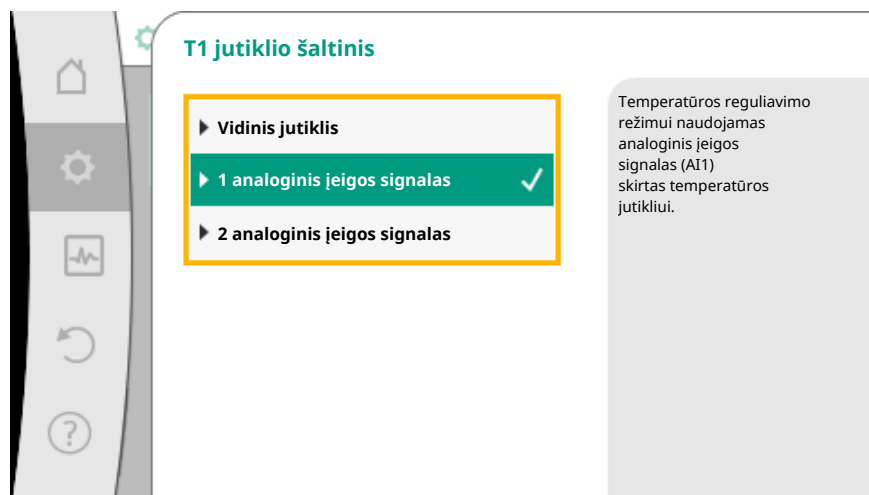 T1 jutiklio šaltinis
Vidinis jutiklis
1 analoginis įeigos signalas
2 analoginis įeigos signalas
Temperatūros reguliavimo
režimui naudojamas
analoginis įeigos
signalas (AI1)
skirtas temperatūros
jutikliui.
?